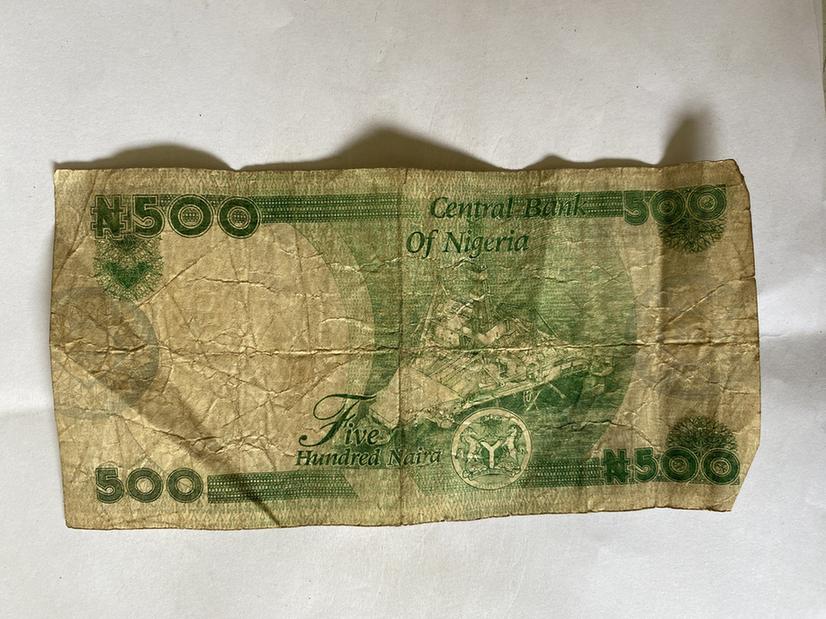 ₦500
Central Bank
Of Nigeria
500
Five
Hundred Naira
500
₦500